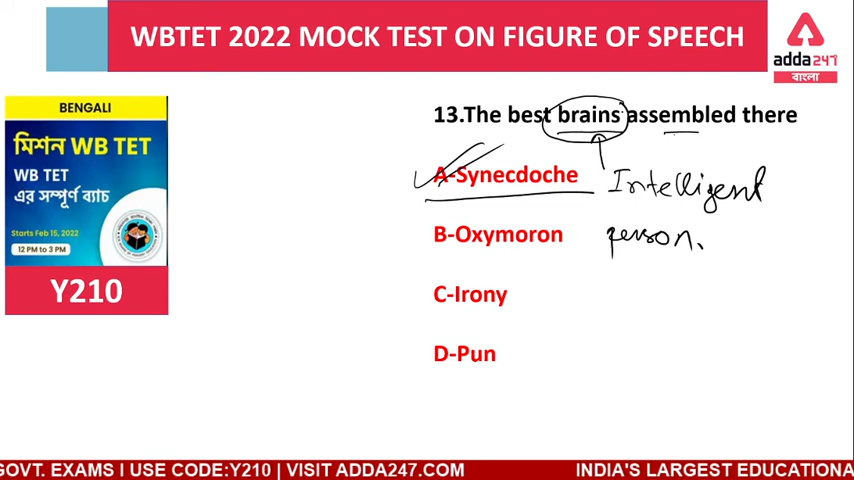 WBTET 2022 MOCK TEST ON FIGURE OF SPEECH
adda247
বাংলা
BENGALI
मिशन WB TET
WB TET
এর সম্পূর্ণ ব্যাচ
Starts Feb 15, 2022
12 PM to 3 PM
Y210
13.The best brains assembled there
A-Synecdoche
Intelligent
B-Oxymoron
person.
C-Irony
D-Pun
GOVT. EXAMS I USE CODE:Y210 | VISIT ADDA247.COM
INDIA'S LARGEST EDUCATIONA